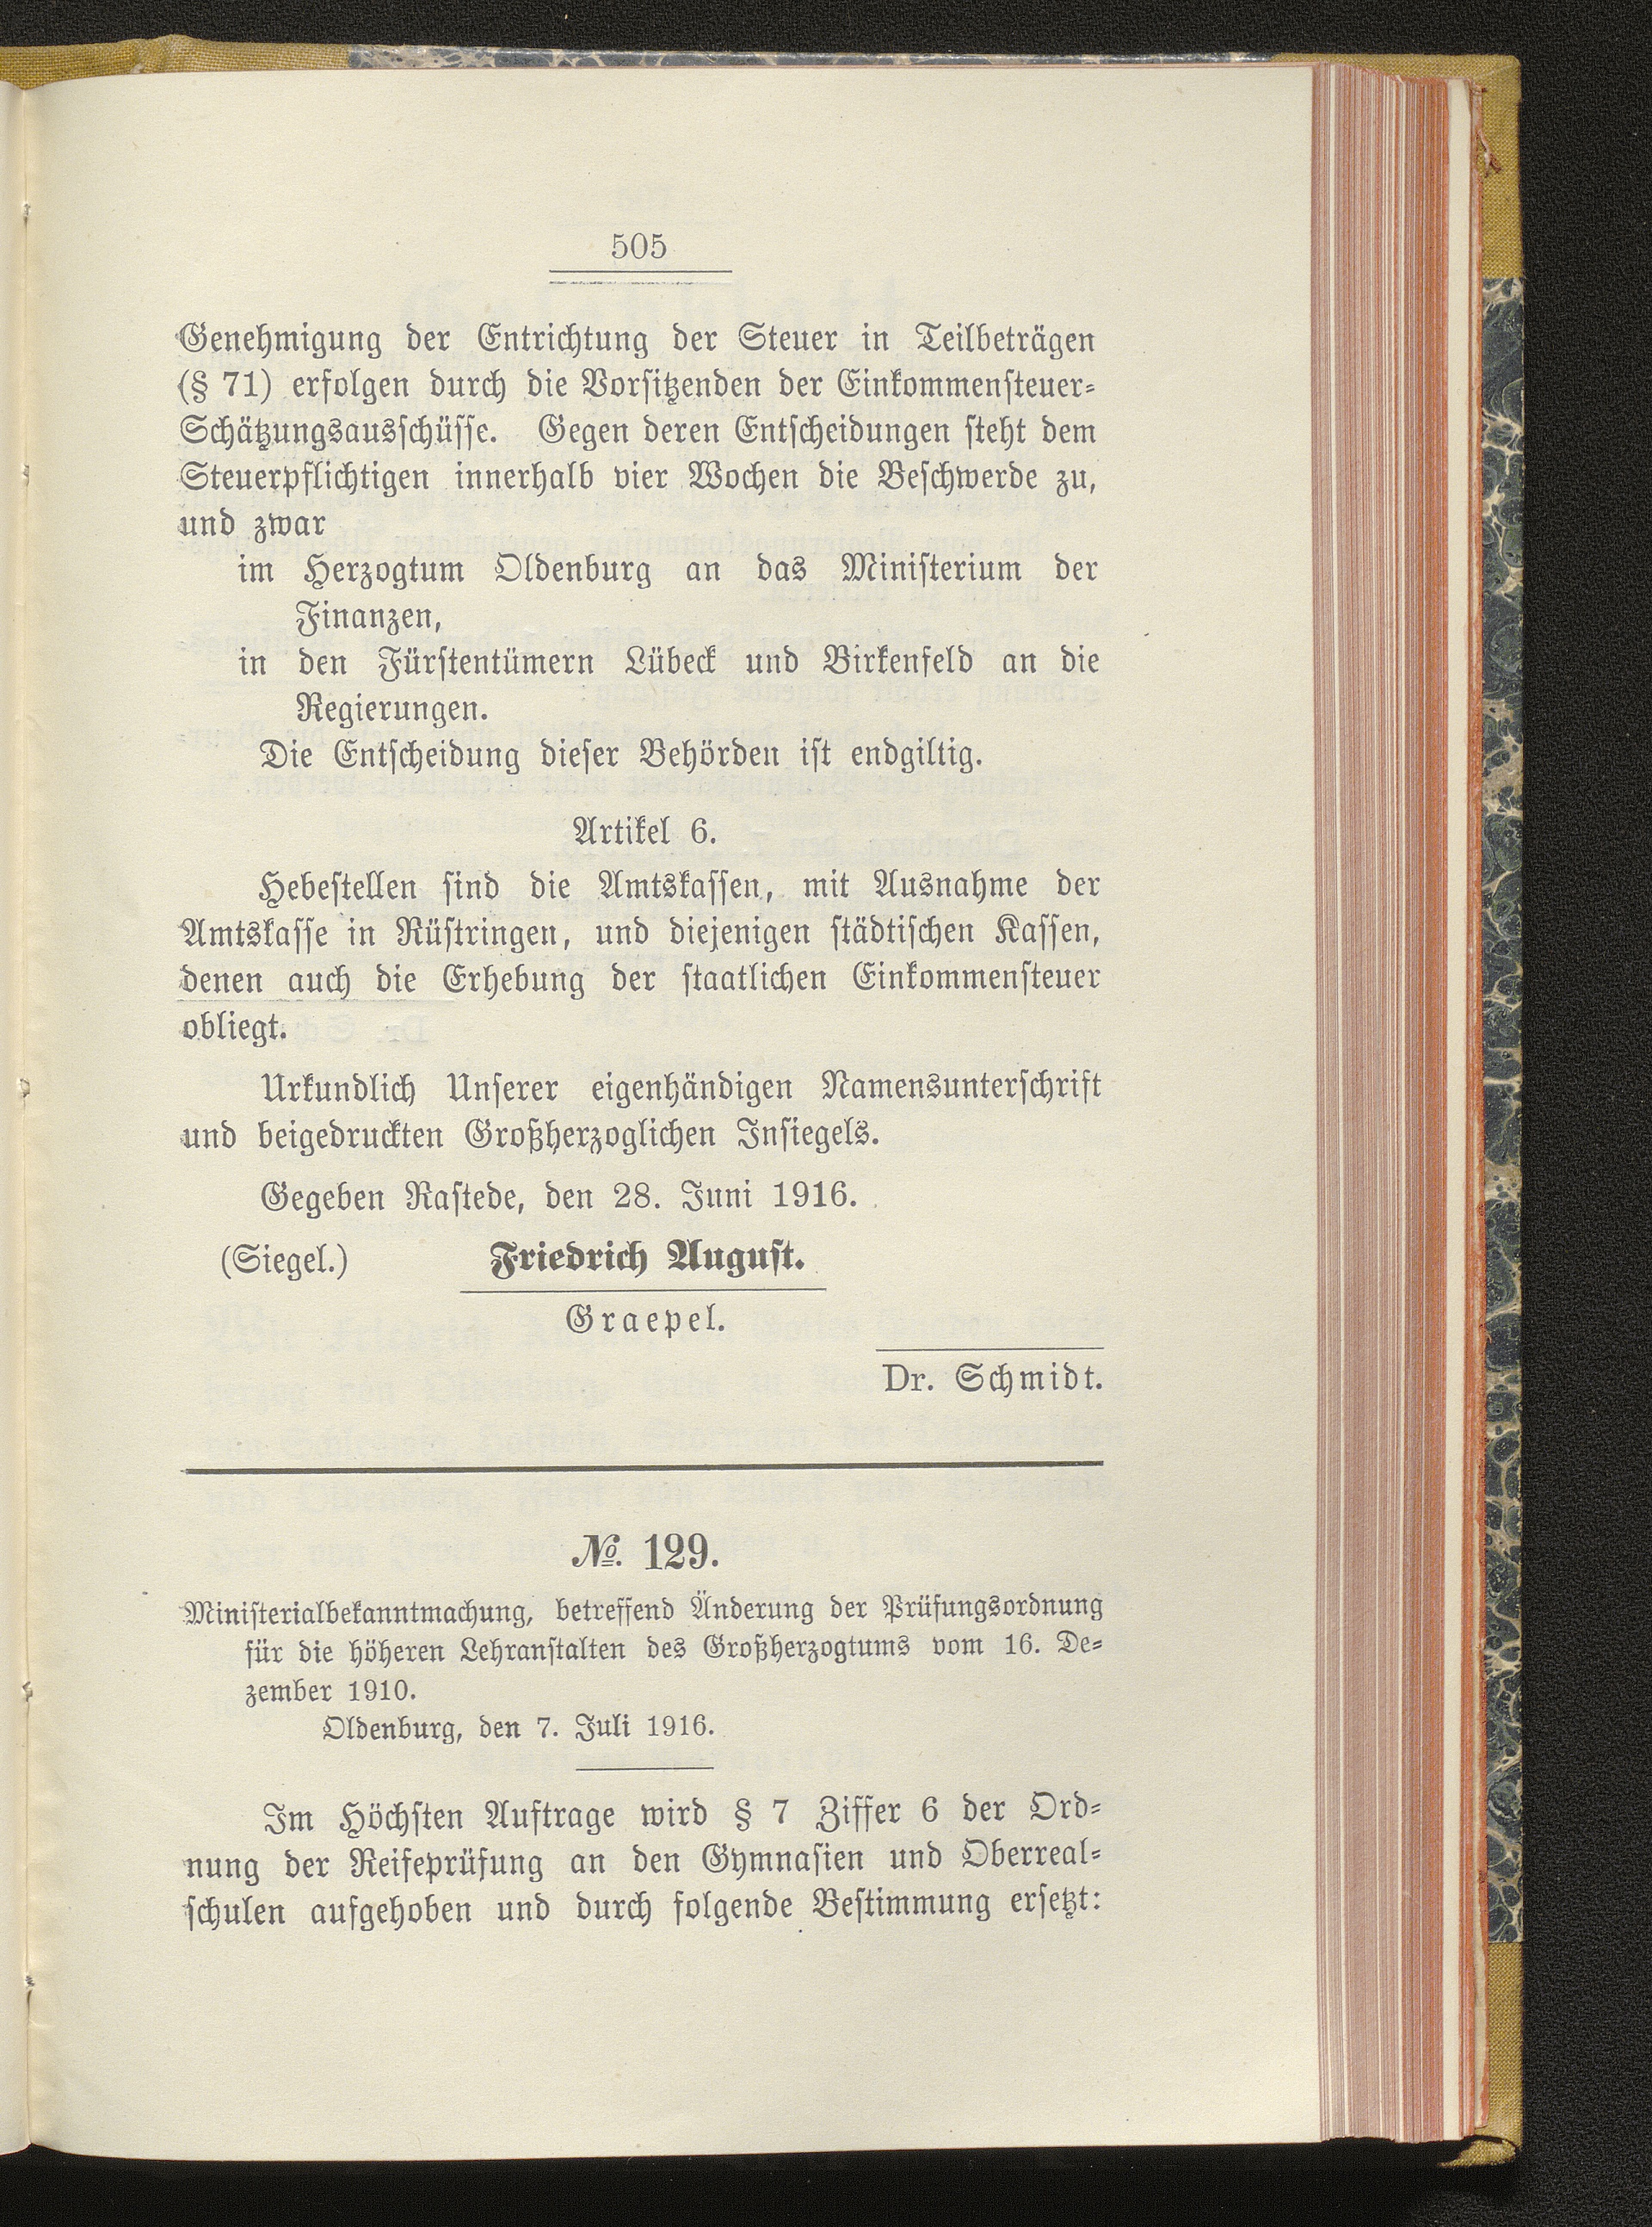 505
Genehmigung der Entrichtung der Steuer in Teilbeträgen
(§ 71) erfolgen durch die Vorsitzenden der Einkommensteuer-
Schätzungsausschüsse. Gegen deren Entscheidungen steht dem
Steuerpflichtigen innerhalb vier Wochen die Beschwerde zu,
und zwar
im Herzogtum Oldenburg an das Ministerium der
Finanzen,
in den Fürstentümern Lübeck und Birkenfeld an die
Regierungen.
Die Entscheidung dieser Behörden ist endgiltig.
Artikel 6.
Hebestellen sind die Amtskassen, mit Ausnahme der
Amtskasse in Rüstringen, und diejenigen städtischen Kassen,
denen auch die Erhebung der staatlichen Einkommensteuer
obliegt.
Urkundlich Unserer eigenhändigen Namensunterschrift
und beigedruckten Großherzoglichen Insiegels.
Gegeben Rastede, den 28. Juni 1916.
(Siegel.) Friedrich August.
Graepel.
Dr. Schmidt.
№. 129.
Ministerialbekanntmachung, betreffend Änderung der Prüfungsordnung
für die höheren Lehranstalten des Großherzogtums vom 16. De-
zember 1910.
Oldenburg, den 7. Juli 1916.
Im Höchsten Auftrage wird § 7 Ziffer 6 der Ord-
nung der Reifeprüfung an den Gymnasien und Oberreal-
schulen aufgehoben und durch folgende Bestimmung ersetzt: